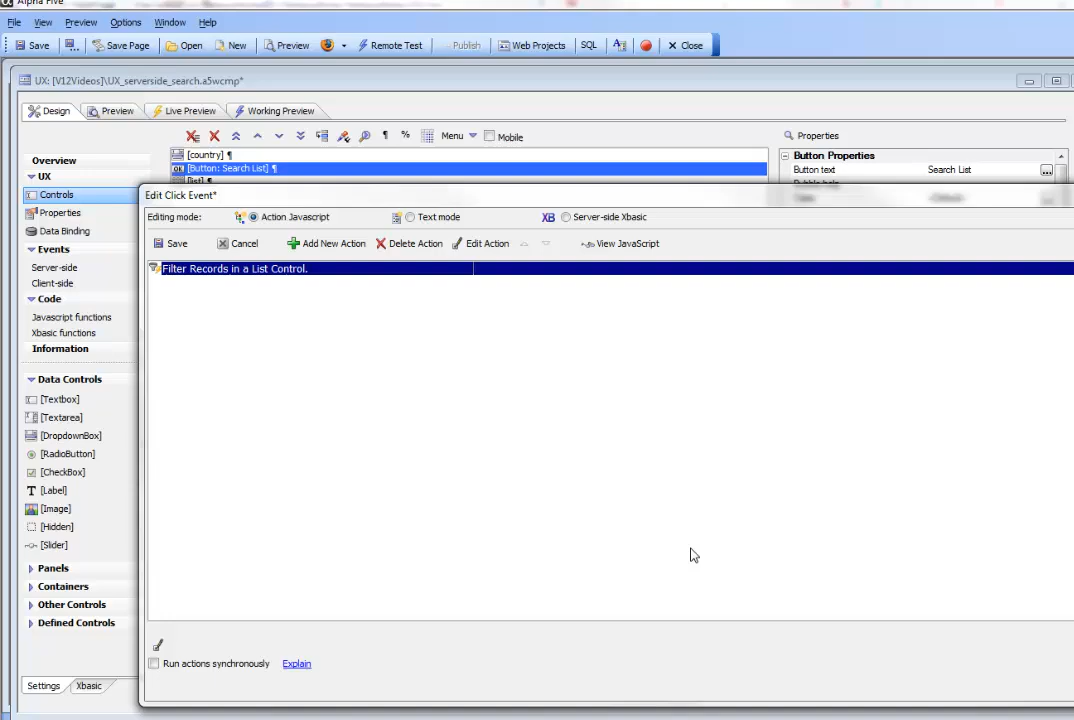 Alpha Five
File View Preview Options Window Help
Save Save Page Open New Preview Remote Test Publish Web Projects SQL Close
UX: [V12Videos]\UX_serverside_search.a5wcmp*
Design Preview Live Preview Working Preview
Menu Mobile Properties
Overview
UX
Controls
Properties
Data Binding
Events
Server-side
Client-side
Code
Javascript functions
Xbasic functions
Information
Data Controls
[Textbox]
[Textarea]
[DropdownBox]
[RadioButton]
[CheckBox]
[Label]
[Image]
[Hidden]
[Slider]
Panels
Containers
Other Controls
Defined Controls
Settings Xbasic
[country] ¶
[Button: Search List] ¶
[list] ¶
Button Properties
Button text Search List ...
Edit Click Event*
Editing mode: Action Javascript Text mode XB Server-side Xbasic
Save Cancel Add New Action Delete Action Edit Action View JavaScript
Filter Records in a List Control.
Run actions synchronously Explain